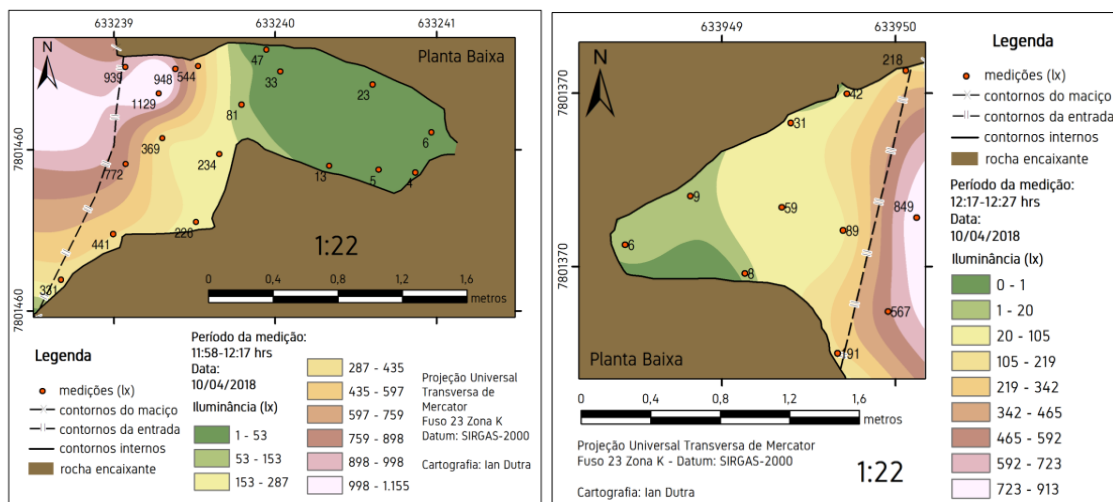 633239
633240
633241
N
Planta Baixa
47
939
948
544
33
23
1129
81
7801460
369
6
772
234
13
5
4
226
441
1:22
331
0
0,4
0,8
1,2
1,6
metros
7801460
Legenda
medições (lx)
contornos do maciço
contornos da entrada
contornos internos
rocha encaixante
Período da medição:
11:58-12:17 hrs
Data:
10/04/2018
Iluminância (lx)
1 - 53
53 - 153
153 - 287
287 - 435
435 - 597
597 - 759
759 - 898
898 - 998
998 - 1.155
Projeção Universal
Transversa de
Mercator
Fuso 23 Zona K
Datum: SIRGAS-2000
Cartografia: Ian Dutra
633949
633950
N
218
7801370
42
31
9
59
849
89
6
7801370
8
567
191
Planta Baixa
0
0,4
0,8
1,2
1,6
metros
Projeção Universal Transversa de Mercator
Fuso 23 Zona K - Datum: SIRGAS-2000
1:22
Cartografia: Ian Dutra
Legenda
medições (lx)
contornos do maciço
contornos da entrada
contornos internos
rocha encaixante
Período da medição:
12:17-12:27 hrs
Data:
10/04/2018
Iluminância (lx)
0 - 1
1 - 20
20 - 105
105 - 219
219 - 342
342 - 465
465 - 592
592 - 723
723 - 913